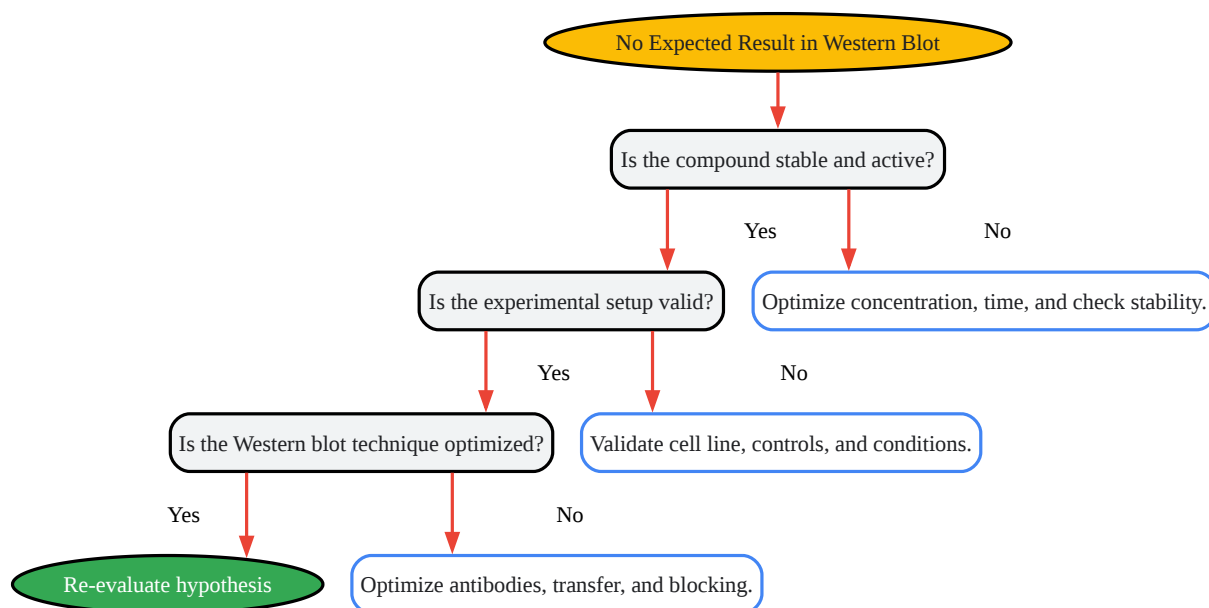 No Expected Result in Western Blot
Is the compound stable and active?
Yes
No
Is the experimental setup valid?
Optimize concentration, time, and check stability.
Yes
No
Is the Western blot technique optimized?
Validate cell line, controls, and conditions.
Yes
No
Re-evaluate hypothesis
Optimize antibodies, transfer, and blocking.